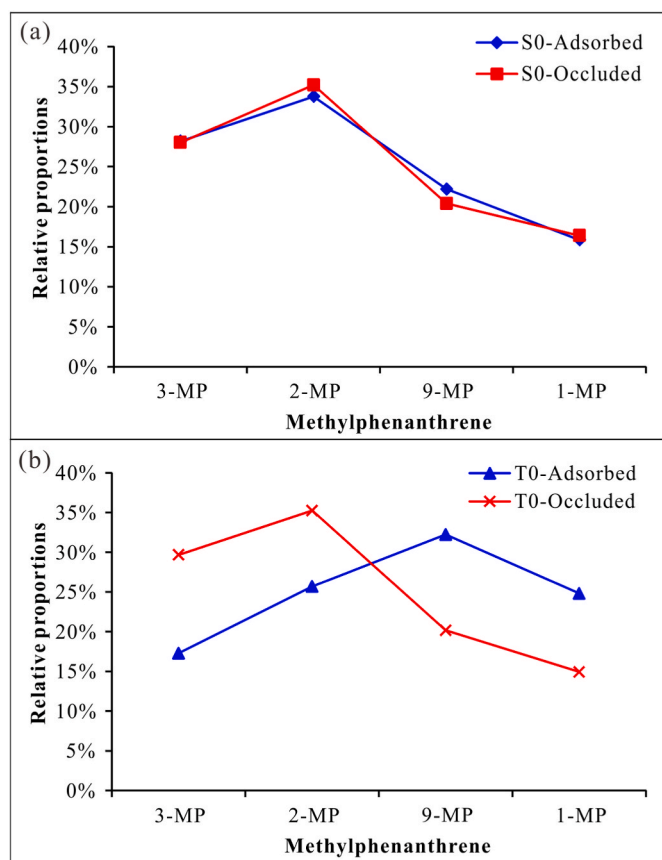 (a)
S0-Adsorbed
S0-Occluded
Relative proportions
40%
35%
30%
25%
20%
15%
10%
5%
0%
3-MP 2-MP 9-MP 1-MP
Methylphenanthrene
(b)
T0-Adsorbed
T0-Occluded
Relative proportions
40%
35%
30%
25%
20%
15%
10%
5%
0%
3-MP 2-MP 9-MP 1-MP
Methylphenanthrene